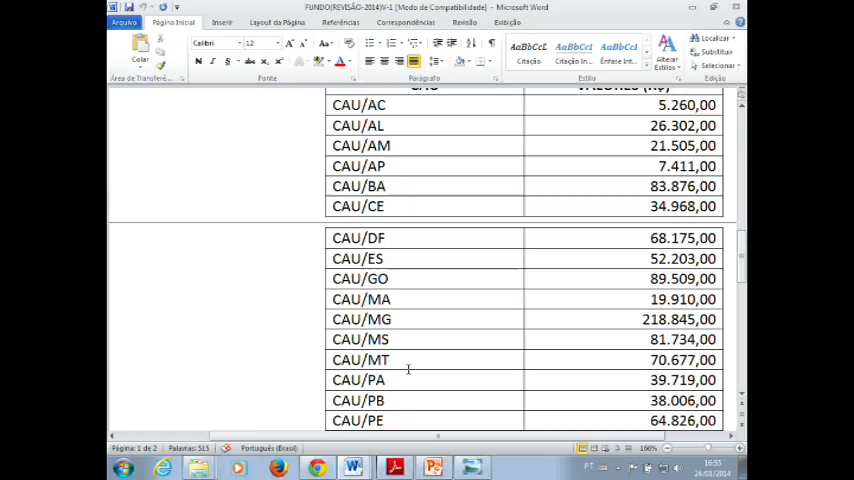 FUNDO(REVISÃO-2014)V-1 [Modo de Compatibilidade] - Microsoft Word
Arquivo Página Inicial Inserir Layout da Página Referências Correspondências Revisão Exibição
Colar
Calibri 12
AaBbCcL AaBbCcI AaBbCcI
Citação Citação In... Ênfase Int...
Alterar Estilos
Localizar
Substituir
Selecionar
Área de Transferê... Fonte Parágrafo Estilo Edição
CAU VALORES (R$)
CAU/AC 5.260,00
CAU/AL 26.302,00
CAU/AM 21.505,00
CAU/AP 7.411,00
CAU/BA 83.876,00
CAU/CE 34.968,00
CAU/DF 68.175,00
CAU/ES 52.203,00
CAU/GO 89.509,00
CAU/MA 19.910,00
CAU/MG 218.845,00
CAU/MS 81.734,00
CAU/MT 70.677,00
CAU/PA 39.719,00
CAU/PB 38.006,00
CAU/PE 64.826,00
Página: 1 de 2 Palavras: 515 Português (Brasil) 160%
PT 16:55
24/01/2014